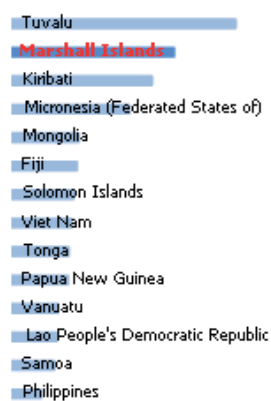 Tuvalu
Marshall Islands
Kiribati
Micronesia (Federated States of)
Mongolia
Fiji
Solomon Islands
Viet Nam
Tonga
Papua New Guinea
Vanuatu
Lao People's Democratic Republic
Samoa
Philippines